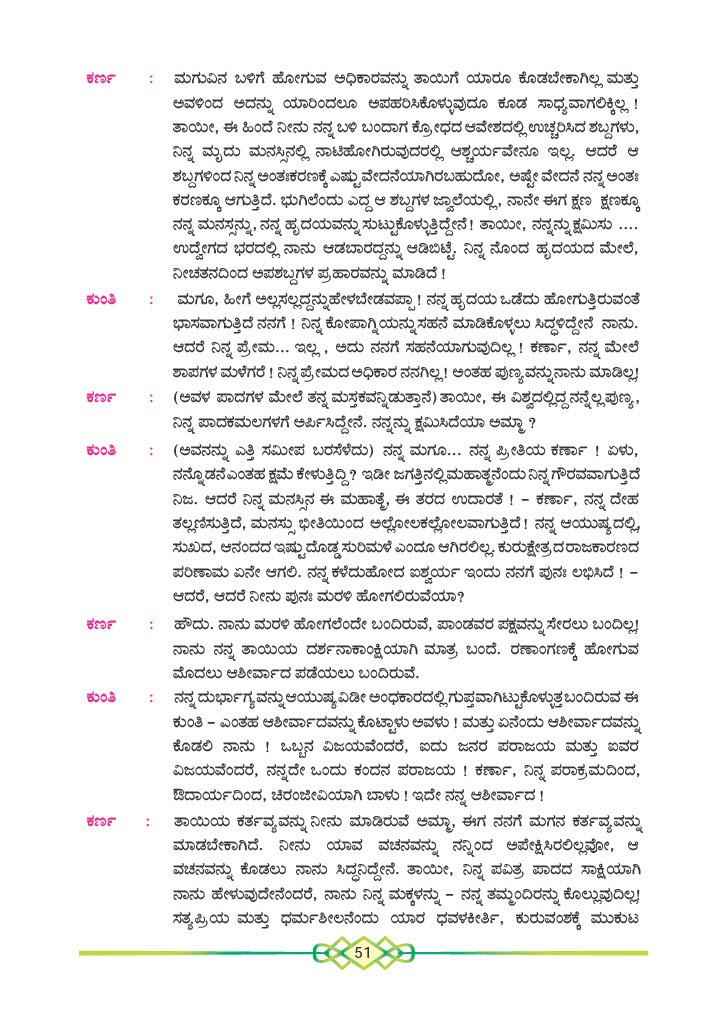 ಕರ್ಣ : ಮಗುವಿನ ಬಳಿಗೆ ಹೋಗುವ ಅಧಿಕಾರವನ್ನು ತಾಯಿಗೆ ಯಾರೂ ಕೊಡಬೇಕಾಗಿಲ್ಲ ಮತ್ತು
ಅವಳಿಂದ ಅದನ್ನು ಯಾರಿಂದಲೂ ಅಪಹರಿಸಿಕೊಳ್ಳುವುದೂ ಕೂಡ ಸಾಧ್ಯವಾಗಲಿಕ್ಕಿಲ್ಲ !
ತಾಯೀ, ಈ ಹಿಂದೆ ನೀನು ನನ್ನ ಬಳಿ ಬಂದಾಗ ಕ್ರೋಧದ ಆವೇಶದಲ್ಲಿ ಉಚ್ಚರಿಸಿದ ಶಬ್ದಗಳು,
ನಿನ್ನ ಮೃದು ಮನಸ್ಸಿನಲ್ಲಿ ನಾಟಿಹೋಗಿರುವುದರಲ್ಲಿ ಆಶ್ಚರ್ಯವೇನೂ ಇಲ್ಲ. ಆದರೆ ಆ
ಶಬ್ದಗಳಿಂದ ನಿನ್ನ ಅಂತಃಕರಣಕ್ಕೆ ಎಷ್ಟು ವೇದನೆಯಾಗಿರಬಹುದೋ, ಅಷ್ಟೇ ವೇದನೆ ನನ್ನ ಅಂತಃ
ಕರಣಕ್ಕೂ ಆಗುತ್ತಿದೆ. ಭುಗಿಲೆಂದು ಎದ್ದ ಆ ಶಬ್ದಗಳ ಜ್ವಾಲೆಯಲ್ಲಿ, ನಾನೇ ಈಗ ಕ್ಷಣ ಕ್ಷಣಕ್ಕೂ
ನನ್ನ ಮನಸ್ಸನ್ನು, ನನ್ನ ಹೃದಯವನ್ನು ಸುಟ್ಟುಕೊಳ್ಳುತ್ತಿದ್ದೇನೆ ! ತಾಯೀ, ನನ್ನನ್ನು ಕ್ಷಮಿಸು ....
ಉದ್ವೇಗದ ಭರದಲ್ಲಿ ನಾನು ಆಡಬಾರದ್ದನ್ನು ಆಡಿಬಿಟ್ಟೆ. ನಿನ್ನ ನೊಂದ ಹೃದಯದ ಮೇಲೆ,
ನೀಚತನದಿಂದ ಅಪಶಬ್ದಗಳ ಪ್ರಹಾರವನ್ನು ಮಾಡಿದೆ !
ಕುಂತಿ : ಮಗೂ, ಹೀಗೆ ಅಲ್ಲಸಲ್ಲದ್ದನ್ನು ಹೇಳಬೇಡವಪ್ಪಾ ! ನನ್ನ ಹೃದಯ ಒಡೆದು ಹೋಗುತ್ತಿರುವಂತೆ
ಭಾಸವಾಗುತ್ತಿದೆ ನನಗೆ ! ನಿನ್ನ ಕೋಪಾಗ್ನಿಯನ್ನು ಸಹನೆ ಮಾಡಿಕೊಳ್ಳಲು ಸಿದ್ಧಳಿದ್ದೇನೆ ನಾನು.
ಆದರೆ ನಿನ್ನ ಪ್ರೇಮ... ಇಲ್ಲ , ಅದು ನನಗೆ ಸಹನೆಯಾಗುವುದಿಲ್ಲ ! ಕರ್ಣಾ, ನನ್ನ ಮೇಲೆ
ಶಾಪಗಳ ಮಳೆಗರೆ ! ನಿನ್ನ ಪ್ರೇಮದ ಅಧಿಕಾರ ನನಗಿಲ್ಲ ! ಅಂತಹ ಪುಣ್ಯವನ್ನು ನಾನು ಮಾಡಿಲ್ಲ!
ಕರ್ಣ : (ಅವಳ ಪಾದಗಳ ಮೇಲೆ ತನ್ನ ಮಸ್ತಕವನ್ನಿಡುತ್ತಾನೆ) ತಾಯೀ, ಈ ವಿಶ್ವದಲ್ಲಿದ್ದ ನನ್ನೆಲ್ಲ ಪುಣ್ಯ,
ನಿನ್ನ ಪಾದಕಮಲಗಳಗೆ ಅರ್ಪಿಸಿದ್ದೇನೆ. ನನ್ನನ್ನು ಕ್ಷಮಿಸಿದೆಯಾ ಅಮ್ಮಾ ?
ಕುಂತಿ : (ಅವನನ್ನು ಎತ್ತಿ ಸಮೀಪ ಬರಸೆಳೆದು) ನನ್ನ ಮಗೂ... ನನ್ನ ಪ್ರೀತಿಯ ಕರ್ಣಾ ! ಏಳು,
ನನ್ನೊಡನೆ ಎಂತಹ ಕ್ಷಮೆ ಕೇಳುತ್ತಿದ್ದಿ ? ಇಡೀ ಜಗತ್ತಿನಲ್ಲಿ ಮಹಾತ್ಮನೆಂದು ನಿನ್ನ ಗೌರವವಾಗುತ್ತಿದೆ
ನಿಜ. ಆದರೆ ನಿನ್ನ ಮನಸ್ಸಿನ ಈ ಮಹಾತ್ಮೆ, ಈ ತರದ ಉದಾರತೆ ! – ಕರ್ಣಾ, ನನ್ನ ದೇಹ
ತಲ್ಲಣಿಸುತ್ತಿದೆ, ಮನಸ್ಸು ಭೀತಿಯಿಂದ ಅಲ್ಲೋಲಕಲ್ಲೋಲವಾಗುತ್ತಿದೆ ! ನನ್ನ ಆಯುಷ್ಯದಲ್ಲಿ,
ಸುಖದ, ಆನಂದದ ಇಷ್ಟು ದೊಡ್ಡ ಸುರಿಮಳೆ ಎಂದೂ ಆಗಿರಲಿಲ್ಲ. ಕುರುಕ್ಷೇತ್ರದ ರಾಜಕಾರಣದ
ಪರಿಣಾಮ ಏನೇ ಆಗಲಿ. ನನ್ನ ಕಳೆದುಹೋದ ಐಶ್ವರ್ಯ ಇಂದು ನನಗೆ ಪುನಃ ಲಭಿಸಿದೆ ! –
ಆದರೆ, ಆದರೆ ನೀನು ಪುನಃ ಮರಳಿ ಹೋಗಲಿರುವೆಯಾ?
ಕರ್ಣ : ಹೌದು. ನಾನು ಮರಳಿ ಹೋಗಲೆಂದೇ ಬಂದಿರುವೆ, ಪಾಂಡವರ ಪಕ್ಷವನ್ನು ಸೇರಲು ಬಂದಿಲ್ಲ!
ನಾನು ನನ್ನ ತಾಯಿಯ ದರ್ಶನಾಕಾಂಕ್ಷಿಯಾಗಿ ಮಾತ್ರ ಬಂದೆ. ರಣಾಂಗಣಕ್ಕೆ ಹೋಗುವ
ಮೊದಲು ಆಶೀರ್ವಾದ ಪಡೆಯಲು ಬಂದಿರುವೆ.
ಕುಂತಿ : ನನ್ನ ದುರ್ಭಾಗ್ಯವನ್ನು ಆಯುಷ್ಯವಿಡೀ ಅಂಧಕಾರದಲ್ಲಿ ಗುಪ್ತವಾಗಿಟ್ಟುಕೊಳ್ಳುತ್ತ ಬಂದಿರುವ ಈ
ಕುಂತಿ – ಎಂತಹ ಆಶೀರ್ವಾದವನ್ನು ಕೊಟ್ಟಾಳು ಅವಳು ! ಮತ್ತು ಏನೆಂದು ಆಶೀರ್ವಾದವನ್ನು
ಕೊಡಲಿ ನಾನು ! ಒಬ್ಬನ ವಿಜಯವೆಂದರೆ, ಐದು ಜನರ ಪರಾಜಯ ಮತ್ತು ಐವರ
ವಿಜಯವೆಂದರೆ, ನನ್ನದೇ ಒಂದು ಕಂದನ ಪರಾಜಯ ! ಕರ್ಣಾ, ನಿನ್ನ ಪರಾಕ್ರಮದಿಂದ,
ಔದಾರ್ಯದಿಂದ, ಚಿರಂಜೀವಿಯಾಗಿ ಬಾಳು ! ಇದೇ ನನ್ನ ಆಶೀರ್ವಾದ !
ಕರ್ಣ : ತಾಯಿಯ ಕರ್ತವ್ಯವನ್ನು ನೀನು ಮಾಡಿರುವೆ ಅಮ್ಮಾ, ಈಗ ನನಗೆ ಮಗನ ಕರ್ತವ್ಯವನ್ನು
ಮಾಡಬೇಕಾಗಿದೆ. ನೀನು ಯಾವ ವಚನವನ್ನು ನನ್ನಿಂದ ಅಪೇಕ್ಷಿಸಿರಲಿಲ್ಲವೋ, ಆ
ವಚನವನ್ನು ಕೊಡಲು ನಾನು ಸಿದ್ಧನಿದ್ದೇನೆ. ತಾಯೀ, ನಿನ್ನ ಪವಿತ್ರ ಪಾದದ ಸಾಕ್ಷಿಯಾಗಿ
ನಾನು ಹೇಳುವುದೇನೆಂದರೆ, ನಾನು ನಿನ್ನ ಮಕ್ಕಳನ್ನು – ನನ್ನ ತಮ್ಮಂದಿರನ್ನು ಕೊಲ್ಲುವುದಿಲ್ಲ!
ಸತ್ಯಪ್ರಿಯ ಮತ್ತು ಧರ್ಮಶೀಲನೆಂದು ಯಾರ ಧವಳಕೀರ್ತಿ, ಕುರುವಂಶಕ್ಕೆ ಮುಕುಟ
51